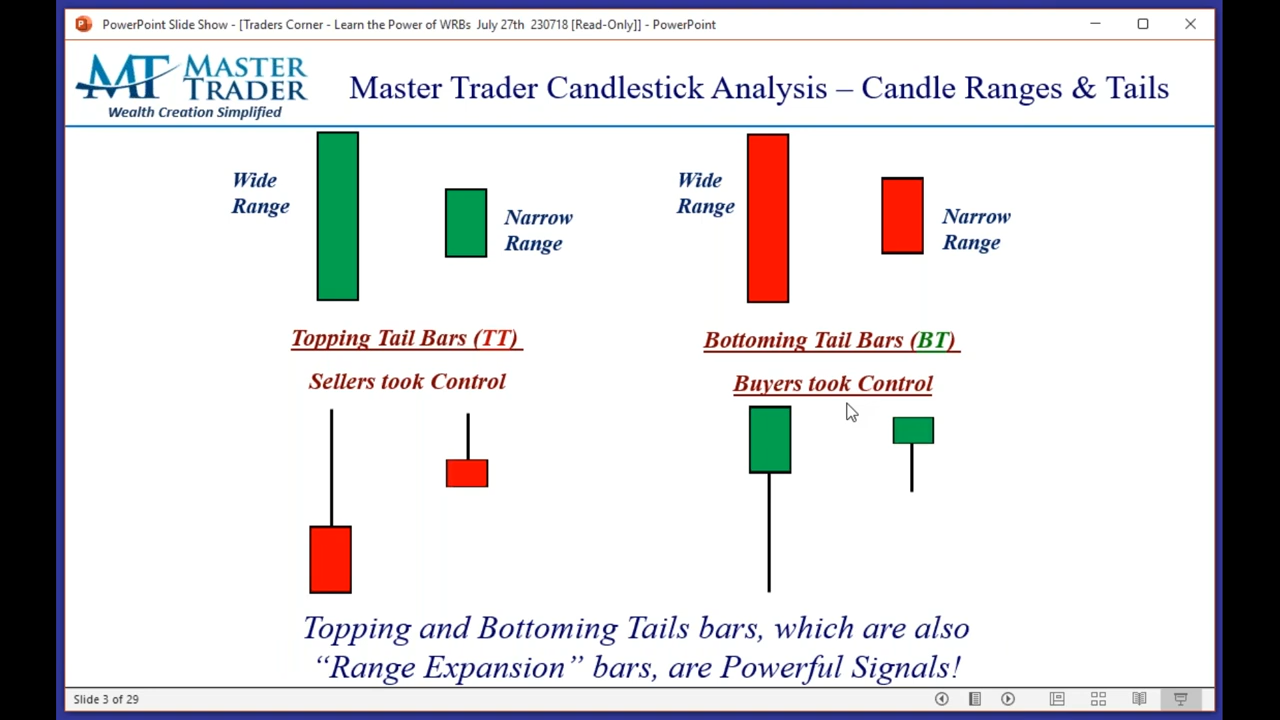 PowerPoint Slide Show - [Traders Corner - Learn the Power of WRBs  July 27th  230718 [Read-Only]] - PowerPoint
MT MASTER
TRADER
Wealth Creation Simplified
Master Trader Candlestick Analysis – Candle Ranges & Tails
Wide
Range
Narrow
Range
Wide
Range
Narrow
Range
Topping Tail Bars (TT)
Sellers took Control
Bottoming Tail Bars (BT)
Buyers took Control
Topping and Bottoming Tails bars, which are also
“Range Expansion” bars, are Powerful Signals!
Slide 3 of 29